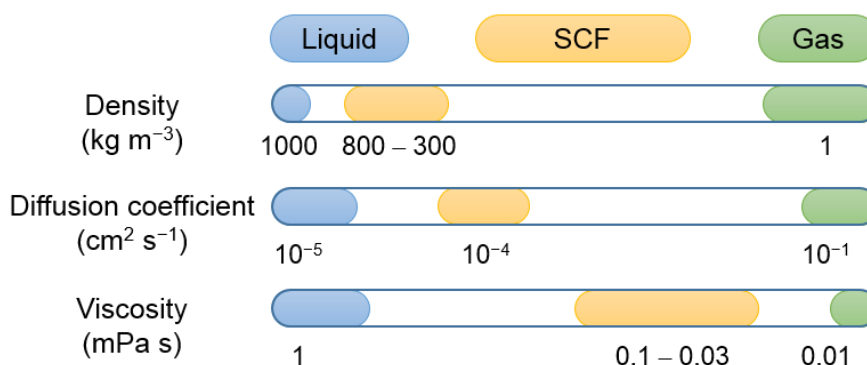 Liquid SCF Gas
Density
(kg m⁻³)
1000 800 – 300 1
Diffusion coefficient
(cm² s⁻¹)
10⁻⁵ 10⁻⁴ 10⁻¹
Viscosity
(mPa s)
1 0.1 – 0.03 0.01